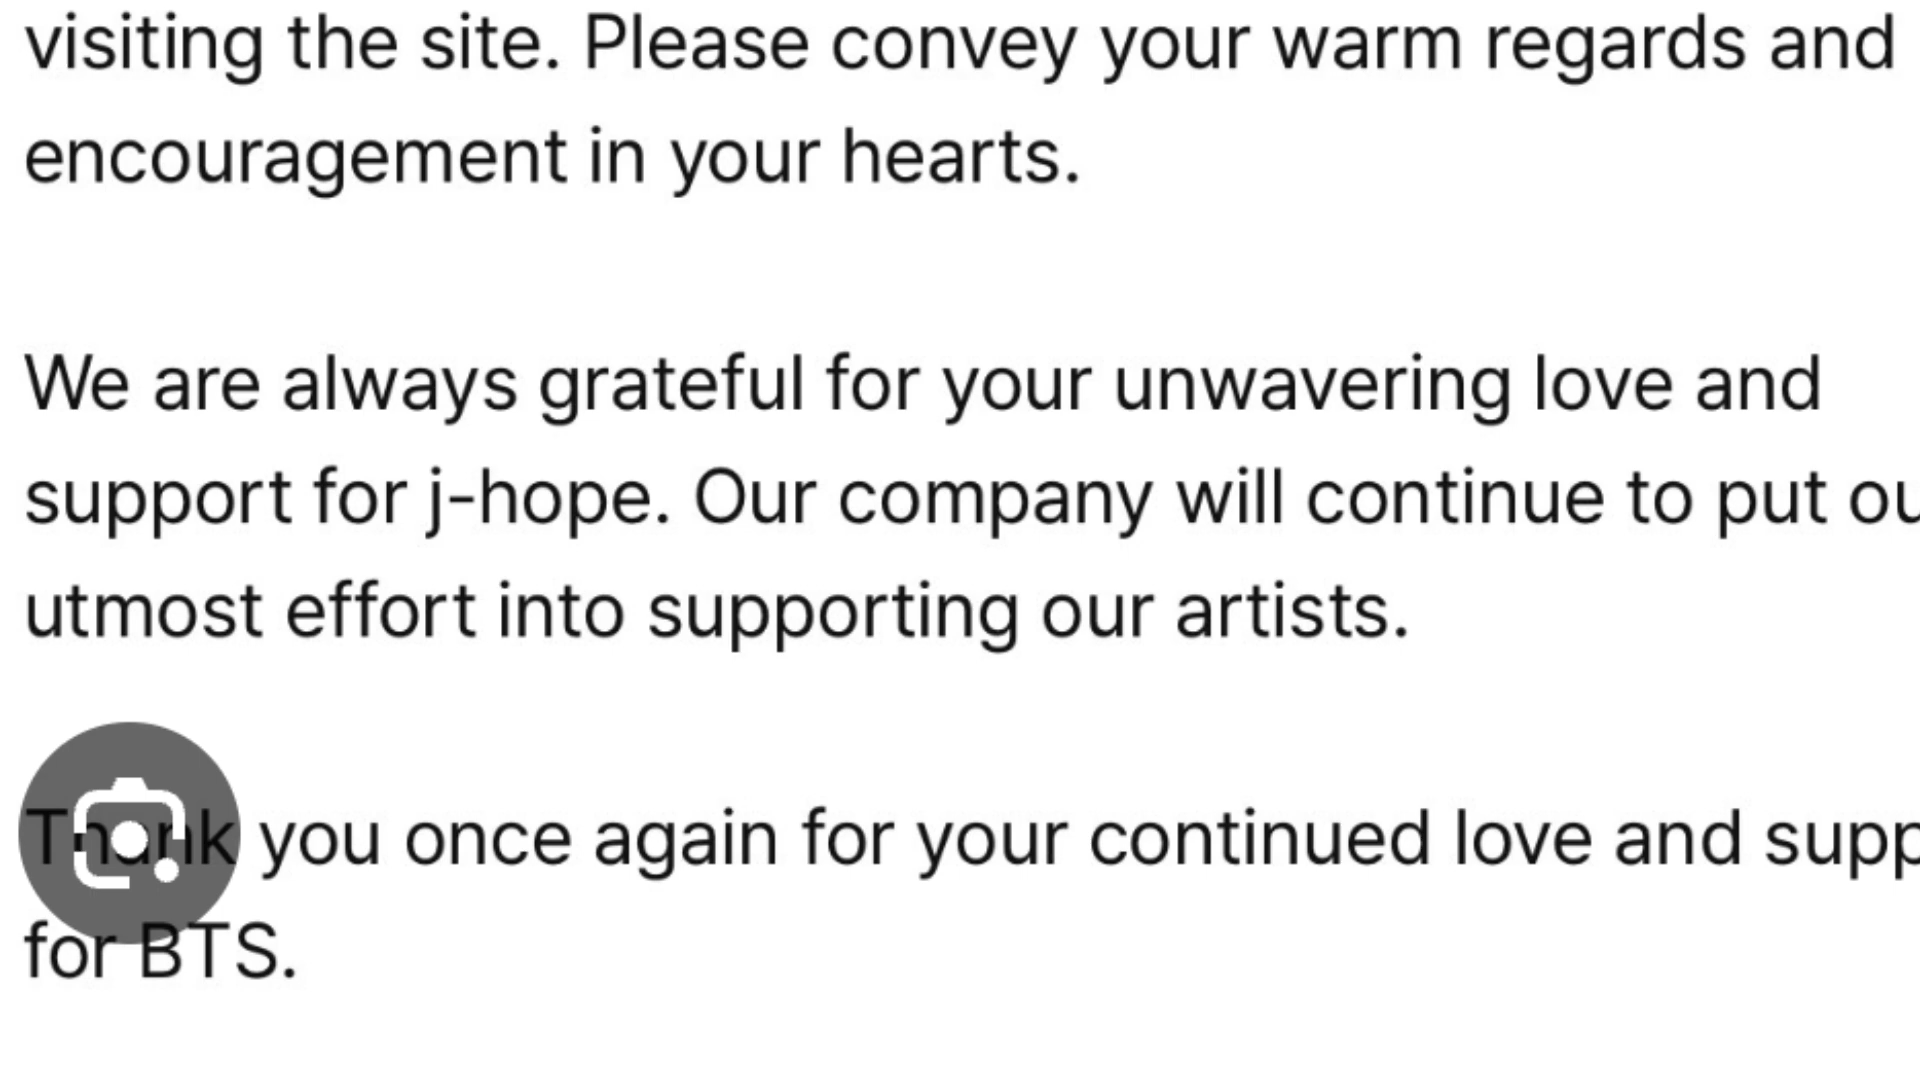 visiting the site. Please convey your warm regards and
encouragement in your hearts.
We are always grateful for your unwavering love and
support for j-hope. Our company will continue to put
utmost effort into supporting our artists.
Thank you once again for your continued love and
for BTS.